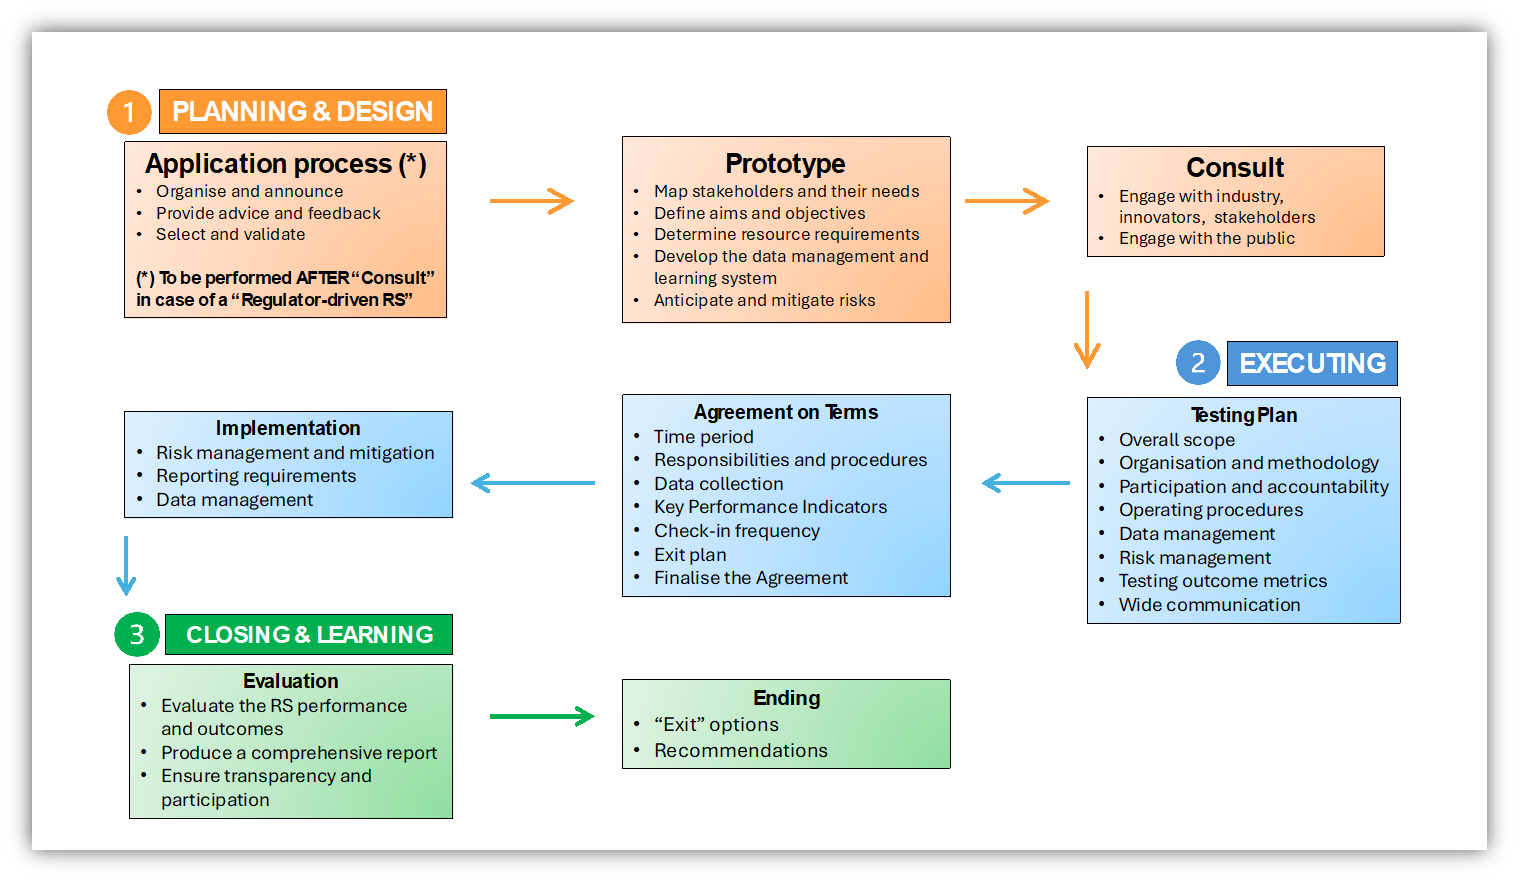 1 PLANNING & DESIGN
Application process (*)
• Organise and announce
• Provide advice and feedback
• Select and validate
(*) To be performed AFTER “Consult”
in case of a “Regulator-driven RS”
Prototype
• Map stakeholders and their needs
• Define aims and objectives
• Determine resource requirements
• Develop the data management and
learning system
• Anticipate and mitigate risks
Consult
• Engage with industry,
innovators, stakeholders
• Engage with the public
2 EXECUTING
Testing Plan
• Overall scope
• Organisation and methodology
• Participation and accountability
• Operating procedures
• Data management
• Risk management
• Testing outcome metrics
• Wide communication
Agreement on Terms
• Time period
• Responsibilities and procedures
• Data collection
• Key Performance Indicators
• Check-in frequency
• Exit plan
• Finalise the Agreement
Implementation
• Risk management and mitigation
• Reporting requirements
• Data management
3 CLOSING & LEARNING
Evaluation
• Evaluate the RS performance
and outcomes
• Produce a comprehensive report
• Ensure transparency and
participation
Ending
• “Exit” options
• Recommendations